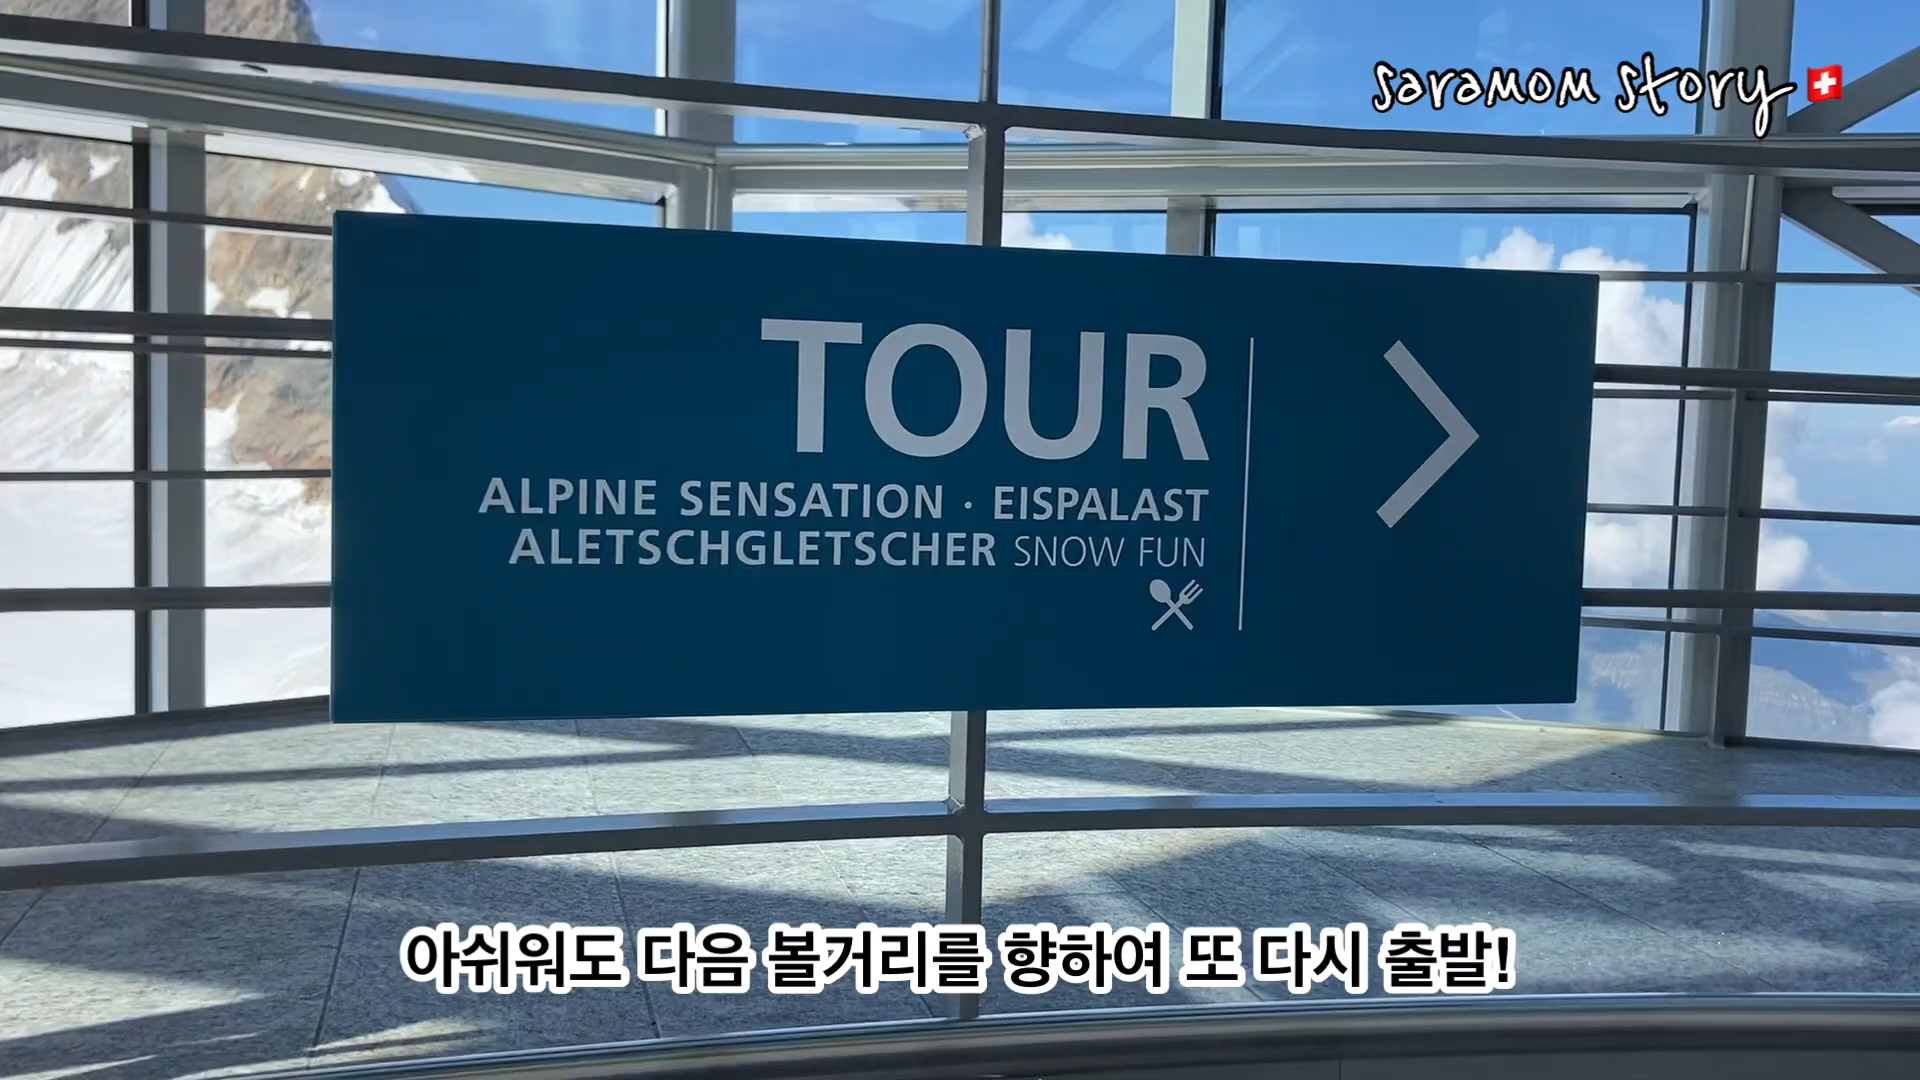 saramom story
TOUR
ALPINE SENSATION · EISPALAST
ALETSCHGLETSCHER SNOW FUN
아쉬워도 다음 볼거리를 향하여 또 다시 출발!